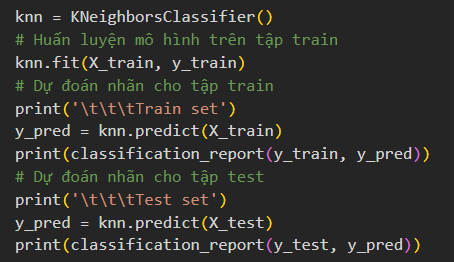 knn = KNeighborsClassifier()
# Huấn luyện mô hình trên tập train
knn.fit(X_train, y_train)
# Dự đoán nhãn cho tập train
print('\t\t\tTrain set')
y_pred = knn.predict(X_train)
print(classification_report(y_train, y_pred))
# Dự đoán nhãn cho tập test
print('\t\t\tTest set')
y_pred = knn.predict(X_test)
print(classification_report(y_test, y_pred))